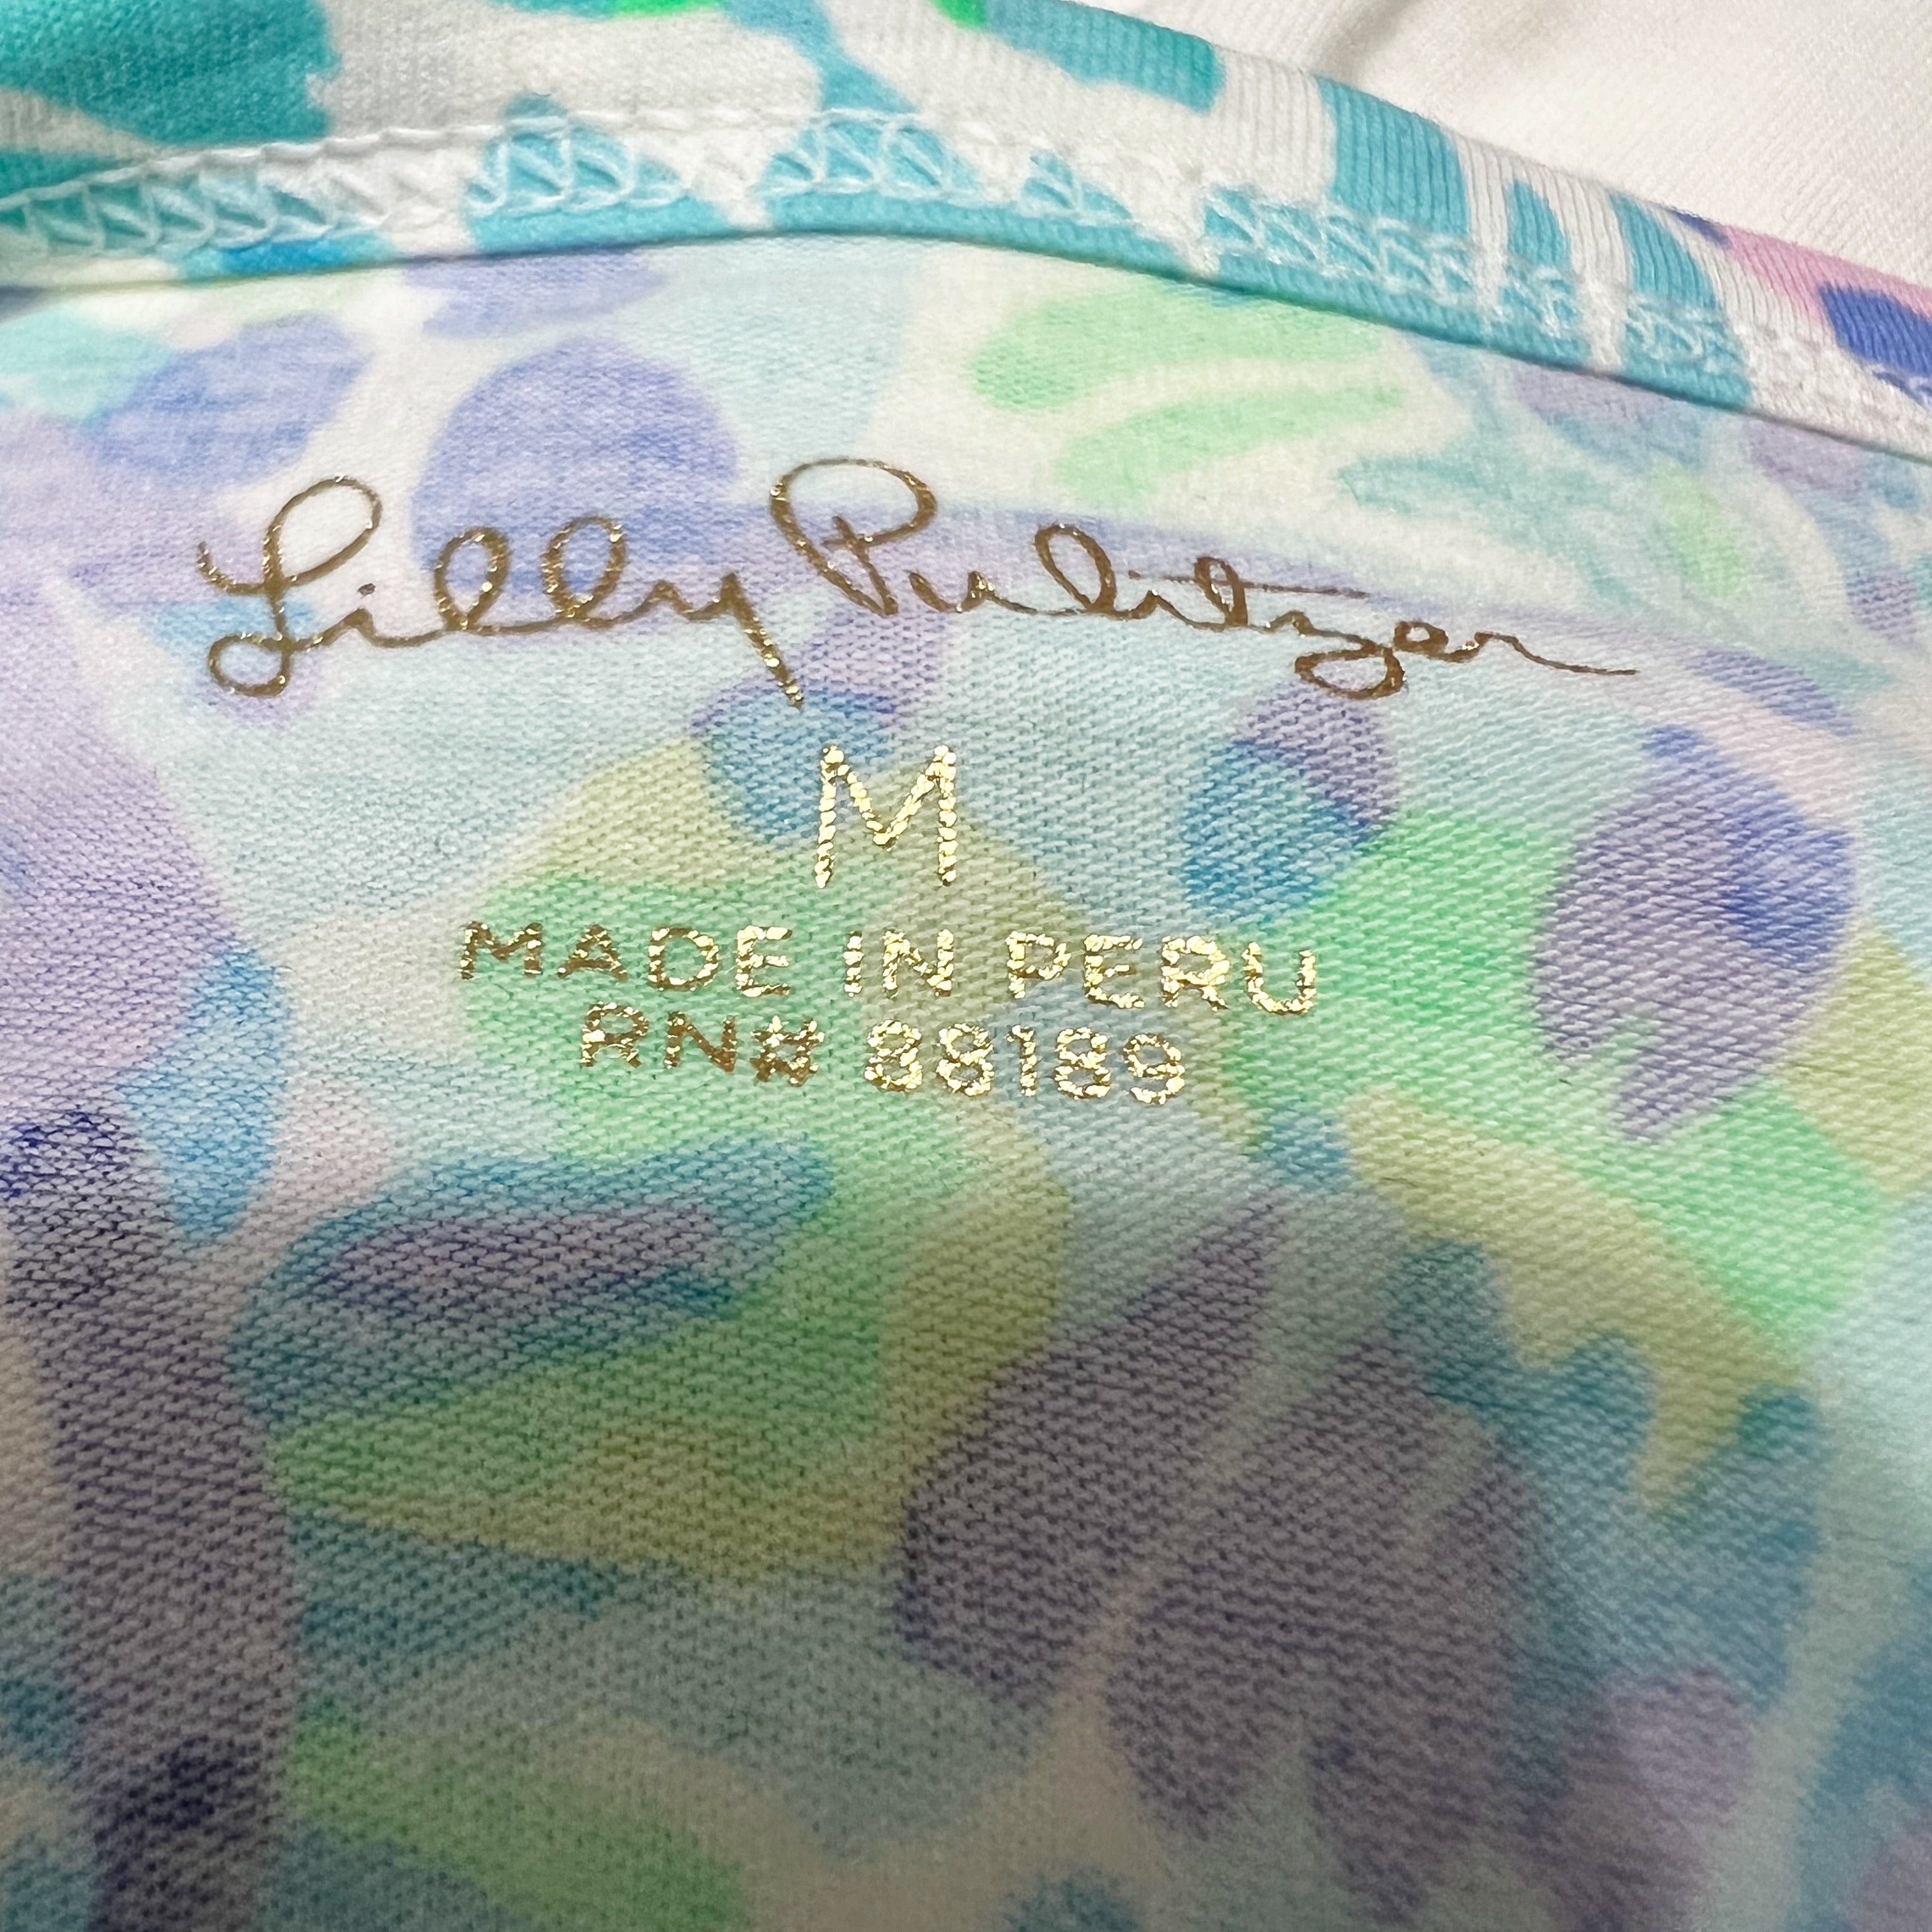 Lilly Pulitzer
M
MADE IN PERU
RN# 88189